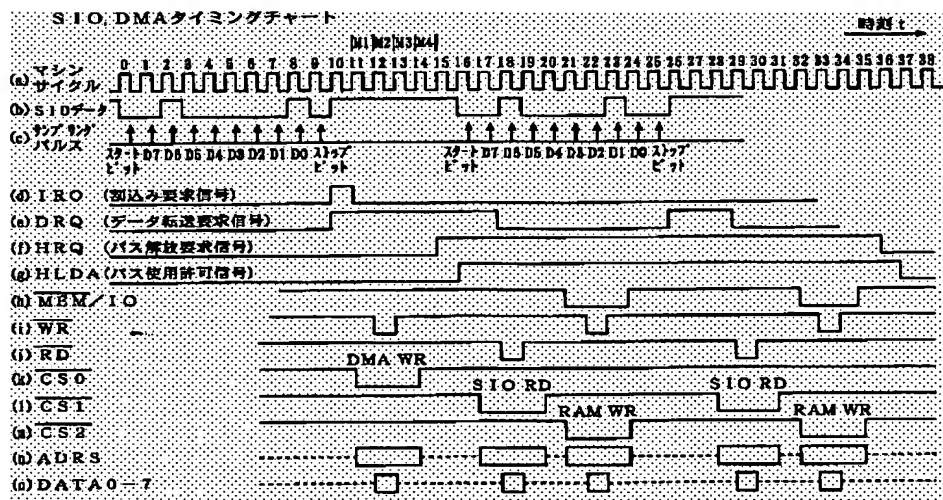 SIO, DMAタイミングチャート
時刻 t
M1 M2 M3 M4
0 1 2 3 4 5 6 7 8 9 10 11 12 13 14 15 16 17 18 19 20 21 22 23 24 25 26 27 28 29 30 31 32 33 34 35 36 37 38
(a) マシンサイクル
(b) SIOデータ
(c) サンプリングパルス
スタートビット D7 D6 D5 D4 D3 D2 D1 D0 ストップビット スタートビット D7 D6 D5 D4 D3 D2 D1 D0 ストップビット
(d) IRO (割込み要求信号)
(e) DRQ (データ転送要求信号)
(f) HRQ (バス解放要求信号)
(g) HLDA (バス使用許可信号)
(h) MEM/IO
(i) WR
(j) RD
DMA WR
(k) CS0
SIO RD SIO RD
(l) CS1
RAM WR RAM WR
(m) CS2
(n) ADRS
(o) DATA0-7